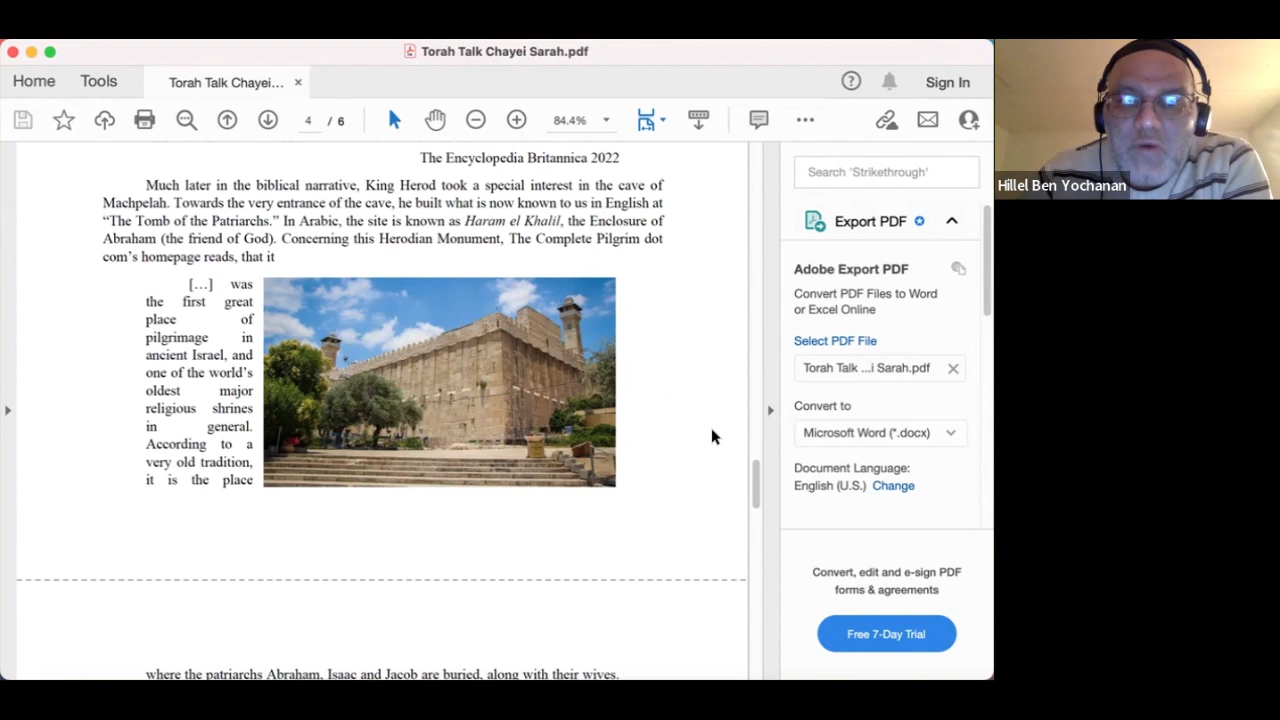 Torah Talk Chayei Sarah.pdf
Home
Tools
Torah Talk Chayei...
Sign In
4 / 6
84.4%
The Encyclopedia Britannica 2022
Much later in the biblical narrative, King Herod took a special interest in the cave of
Machpelah. Towards the very entrance of the cave, he built what is now known to us in English at
“The Tomb of the Patriarchs.” In Arabic, the site is known as Haram el Khalil, the Enclosure of
Abraham (the friend of God). Concerning this Herodian Monument, The Complete Pilgrim dot
com’s homepage reads, that it
[…] was
the first great
place of
pilgrimage in
ancient Israel, and
one of the world’s
oldest major
religious shrines
in general.
According to a
very old tradition,
it is the place
where the patriarchs Abraham, Isaac and Jacob are buried, along with their wives.
Search 'Strikethrough'
Export PDF
Adobe Export PDF
Convert PDF Files to Word
or Excel Online
Select PDF File
Torah Talk ...i Sarah.pdf
Convert to
Microsoft Word (*.docx)
Document Language:
English (U.S.) Change
Convert, edit and e-sign PDF
forms & agreements
Free 7-Day Trial
Hillel Ben Yochanan